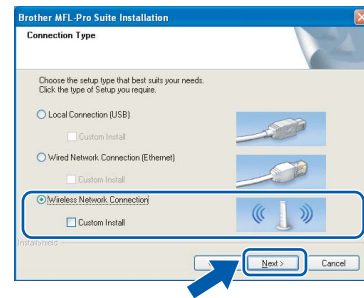 Brother MFL-Pro Suite Installation
Connection Type
Choose the setup type that best suits your needs.
Click the type of Setup you require.
Local Connection (USB)
Custom Install
Wired Network Connection (Ethernet)
Custom Install
Wireless Network Connection
Custom Install
InstallShield
Next >
Cancel